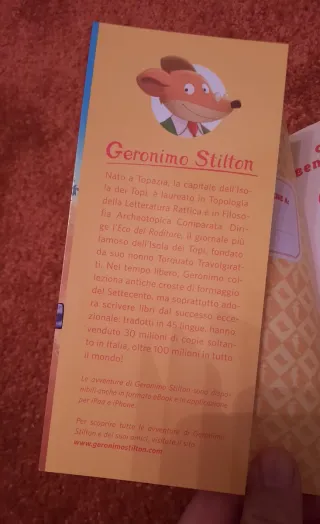 Geronimo Stilton
Nato a Topazia, la capitale dell'Iso-
la dei Topi, è laureato in Topologia
della Letteratura Rattica e in Filoso-
fia Archeotopica Comparata. Diri-
ge l'Eco del Roditore, il giornale più
famoso dell'Isola dei Topi, fondato
da suo nonno Torquato Travolgirat-
ti. Nel tempo libero, Geronimo col-
leziona antiche croste di formaggio
del Settecento, ma soprattutto ado-
ra scrivere libri dal successo ecce-
zionale: tradotti in 45 lingue, hanno
venduto 30 milioni di copie soltan-
to in Italia, oltre 100 milioni in tutto
il mondo!
Le avventure di Geronimo Stilton sono dispo-
nibili anche in formato eBook e in applicazione
per iPad e iPhone.
Per scoprire tutte le avventure di Geronimo
Stilton e dei suoi amici, visitate il sito:
www.geronimostilton.com
Ben